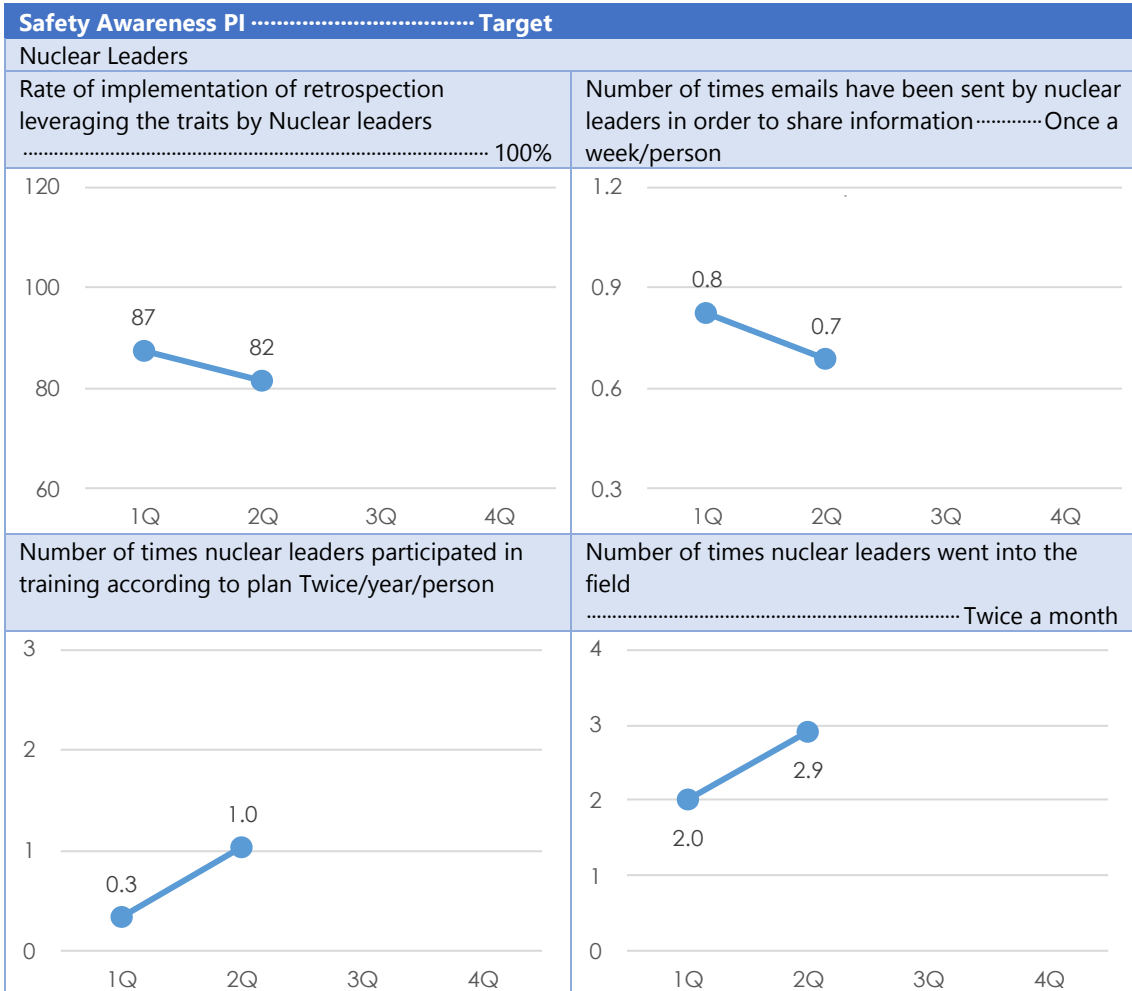 Safety Awareness PI ································· Target
Nuclear Leaders
Rate of implementation of retrospection
leveraging the traits by Nuclear leaders
········································································· 100%
Number of times emails have been sent by nuclear
leaders in order to share information·············Once a
week/person
120
100
80
60
87
82
1Q 2Q 3Q 4Q
1.2
0.9
0.6
0.3
0.8
0.7
1Q 2Q 3Q 4Q
Number of times nuclear leaders participated in
training according to plan Twice/year/person
Number of times nuclear leaders went into the
field
·························································· Twice a month
3
2
1
0
0.3
1.0
1Q 2Q 3Q 4Q
4
3
2
1
0
2.0
2.9
1Q 2Q 3Q 4Q